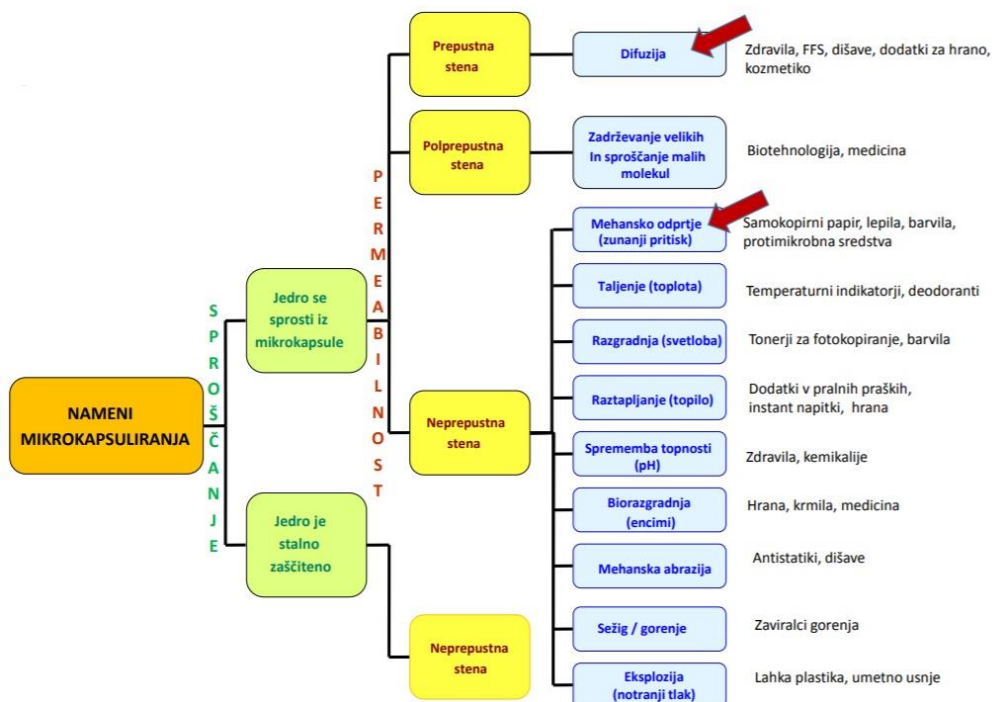 NAMENI
MIKROKAPSULIRANJA
SPROŠČANJE
Jedro se
sprosti iz
mikrokapsule
Jedro je
stalno
zaščiteno
PERMEABILNOST
Prepustna
stena
Difuzija
Zdravila, FFS, dišave, dodatki za hrano,
kozmetiko
Polprepustna
stena
Zadrževanje velikih
In sproščanje malih
molekul
Biotehnologija, medicina
Neprepustna
stena
Mehansko odprtje
(zunanji pritisk)
Samokopirni papir, lepila, barvila,
protimikrobna sredstva
Taljenje (toplota)
Temperaturni indikatorji, deodoranti
Razgradnja (svetloba)
Tonerji za fotokopiranje, barvila
Raztapljanje (topilo)
Dodatki v pralnih praških,
instant napitki, hrana
Sprememba topnosti
(pH)
Zdravila, kemikalije
Biorazgradnja
(encimi)
Hrana, krmila, medicina
Mehanska abrazija
Antistatiki, dišave
Sežig / gorenje
Zaviralci gorenja
Eksplozija
(notranji tlak)
Lahka plastika, umetno usnje
Neprepustna
stena